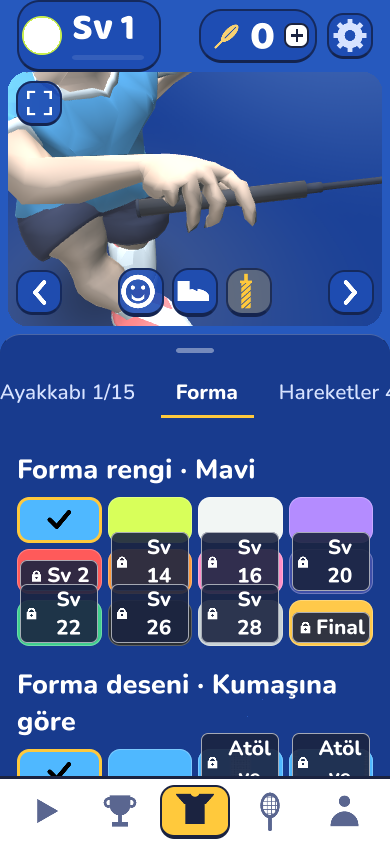 Sv 1
0
Ayakkabı 1/15
Forma
Hareketler 4
Forma rengi · Mavi
Sv 2
Sv 14
Sv 16
Sv 20
Sv 22
Sv 26
Sv 28
Final
Forma deseni · Kumaşına
göre
Atöl
Atöl